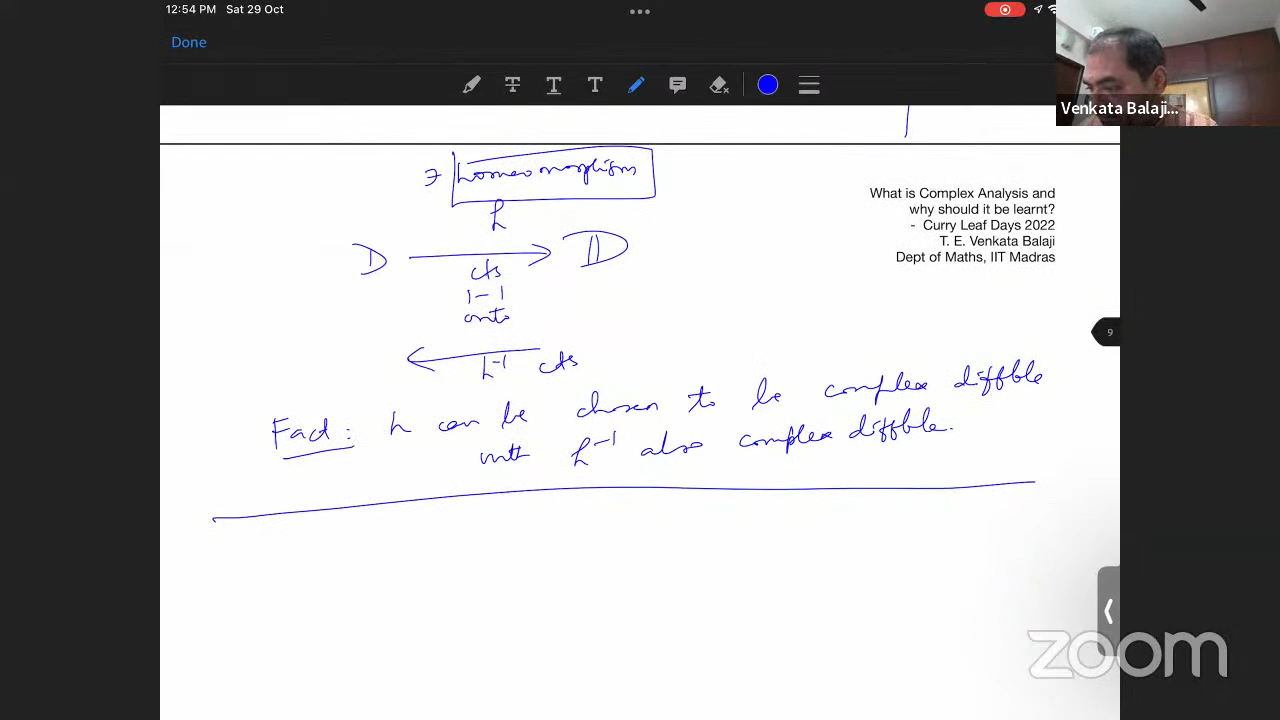 12:54 PM Sat 29 Oct
Done
Venkata Balaji...
∃ homeomorphism
h
D 𝔻
cts
1-1
onto
h⁻¹ cts
What is Complex Analysis and
why should it be learnt?
- Curry Leaf Days 2022
T. E. Venkata Balaji
Dept of Maths, IIT Madras
9
Fact: h can be chosen to be complex diffble
with h⁻¹ also complex diffble.
zoom